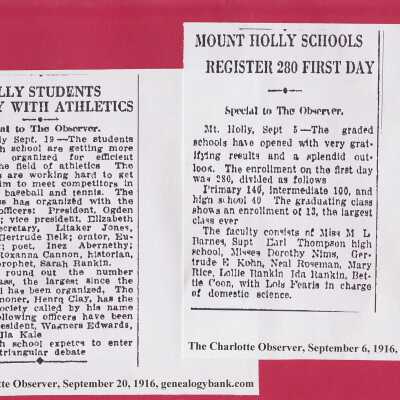 LLY STUDENTS
Y WITH ATHLETICS
al to The Observer.
ly Sept. 19—The students
h school are getting more
organized for efficient
the field of athletics The
s are working hard to get
im to meet competitors in
baseball and tennis. The
s has organized with the
officers: President, Ogden
; vice president, Elizabeth
ecretary, Litaker Jones,
Gertrude Belk; orator, Eu-
; poet, Inez Abernethy;
Roxanna Cannon, historian,
prophet, Sarah Rankin.
round out the number
lass, the largest since the
l has been organized, The
noner, Henrq Clay, has the
ociety called by his name
ollowing officers have been
esident, Wagners Edwards,
lla Kale
h school expetcs to enter
triangular debate
tte Observer, September 20, 1916, genealogybank.com
MOUNT HOLLY SCHOOLS
REGISTER 280 FIRST DAY
Special to The Observer.
Mt. Holly, Sept 5—The graded
schools have opened with very grat-
ifying results and a splendid out-
look. The enrollment on the first day
was 280, divided as follows
Primary 140, intermediate 100, and
high school 40 The graduating class
shows an enrollment of 13, the largest
class ever
The faculty consists of Miss M L
Barnes, Supt Earl Thompson high
school, Misses Dorothy Nims, Ger-
trude E Kohn, Neal Roseman, Mary
Rice, Lollie Rankin Ida Rankin, Bet-
tie Coon, with Lois Fearis in charge
of domestic science.
The Charlotte Observer, September 6, 1916,